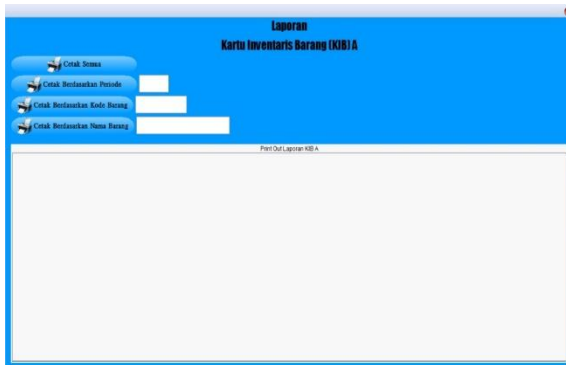 Laporan
Kartu Inventaris Barang (KIB) A
Cetak Semua
Cetak Berdasarkan Periode
Cetak Berdasarkan Kode Barang
Cetak Berdasarkan Nama Barang
Print Out Laporan KIB A